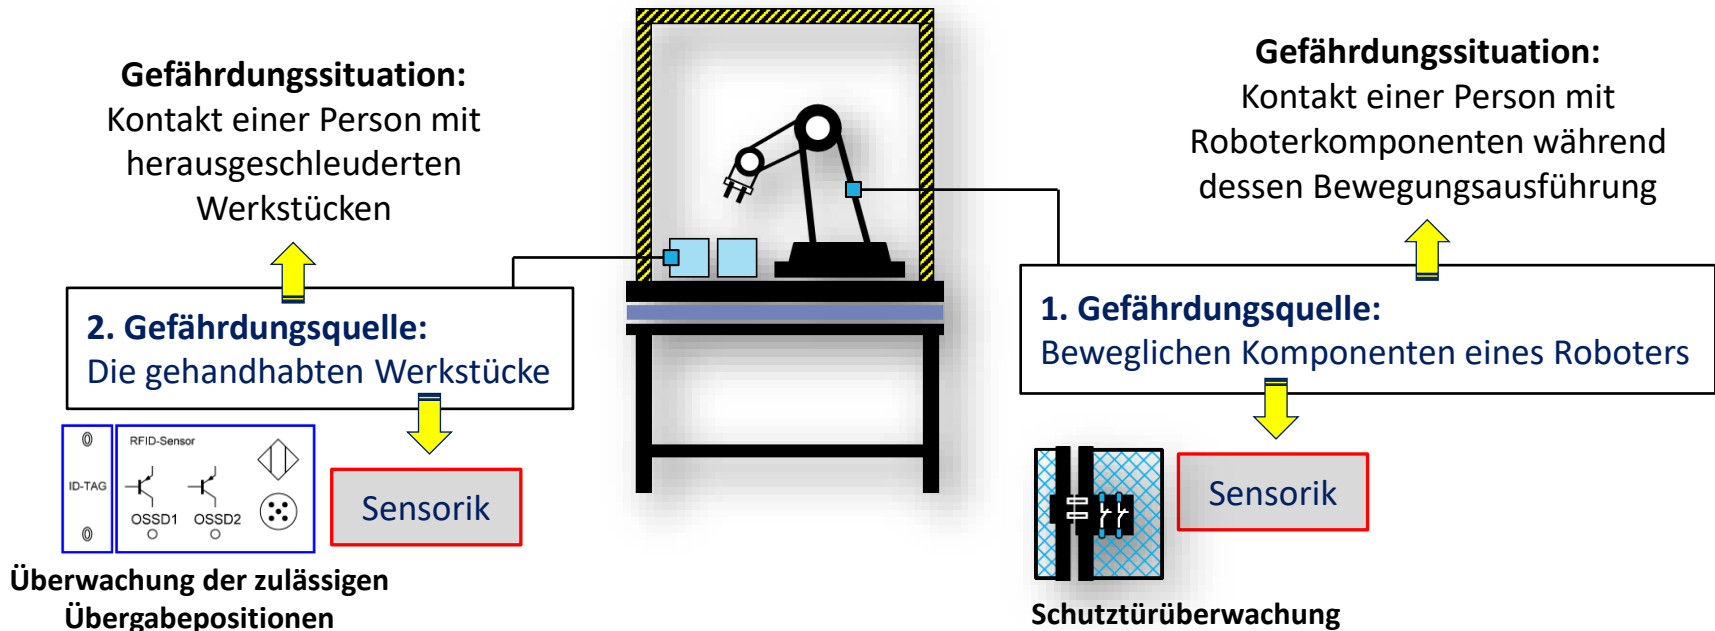 Gefährdungssituation:
Kontakt einer Person mit
herausgeschleuderten
Werkstücken
2. Gefährdungsquelle:
Die gehandhabten Werkstücke
ID-TAG
RFID-Sensor
OSSD1 OSSD2
Sensorik
Überwachung der zulässigen
Übergabepositionen
Gefährdungssituation:
Kontakt einer Person mit
Roboterkomponenten während
dessen Bewegungsausführung
1. Gefährdungsquelle:
Beweglichen Komponenten eines Roboters
Sensorik
Schutztürüberwachung